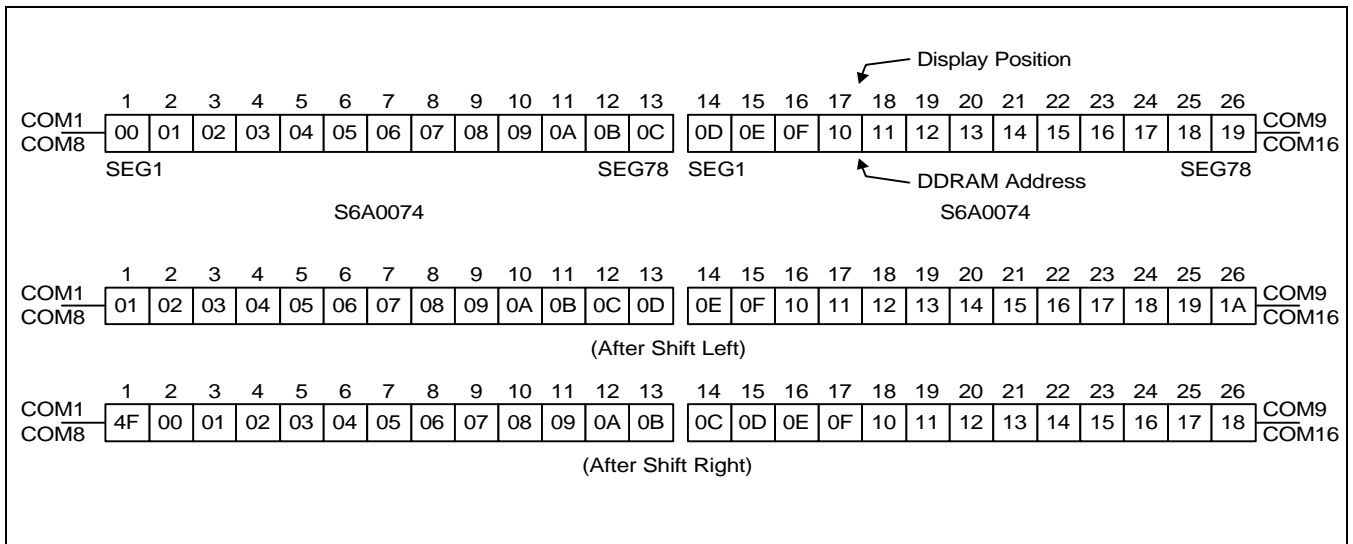 Display Position
1 2 3 4 5 6 7 8 9 10 11 12 13 14 15 16 17 18 19 20 21 22 23 24 25 26
COM1 00 01 02 03 04 05 06 07 08 09 0A 0B 0C 0D 0E 0F 10 11 12 13 14 15 16 17 18 19 COM9
COM8 COM16
SEG1 SEG78 SEG1 SEG78
DDRAM Address
S6A0074 S6A0074
1 2 3 4 5 6 7 8 9 10 11 12 13 14 15 16 17 18 19 20 21 22 23 24 25 26
COM1 01 02 03 04 05 06 07 08 09 0A 0B 0C 0D 0E 0F 10 11 12 13 14 15 16 17 18 19 1A COM9
COM8 COM16
(After Shift Left)
1 2 3 4 5 6 7 8 9 10 11 12 13 14 15 16 17 18 19 20 21 22 23 24 25 26
COM1 4F 00 01 02 03 04 05 06 07 08 09 0A 0B 0C 0D 0E 0F 10 11 12 13 14 15 16 17 18 COM9
COM8 COM16
(After Shift Right)